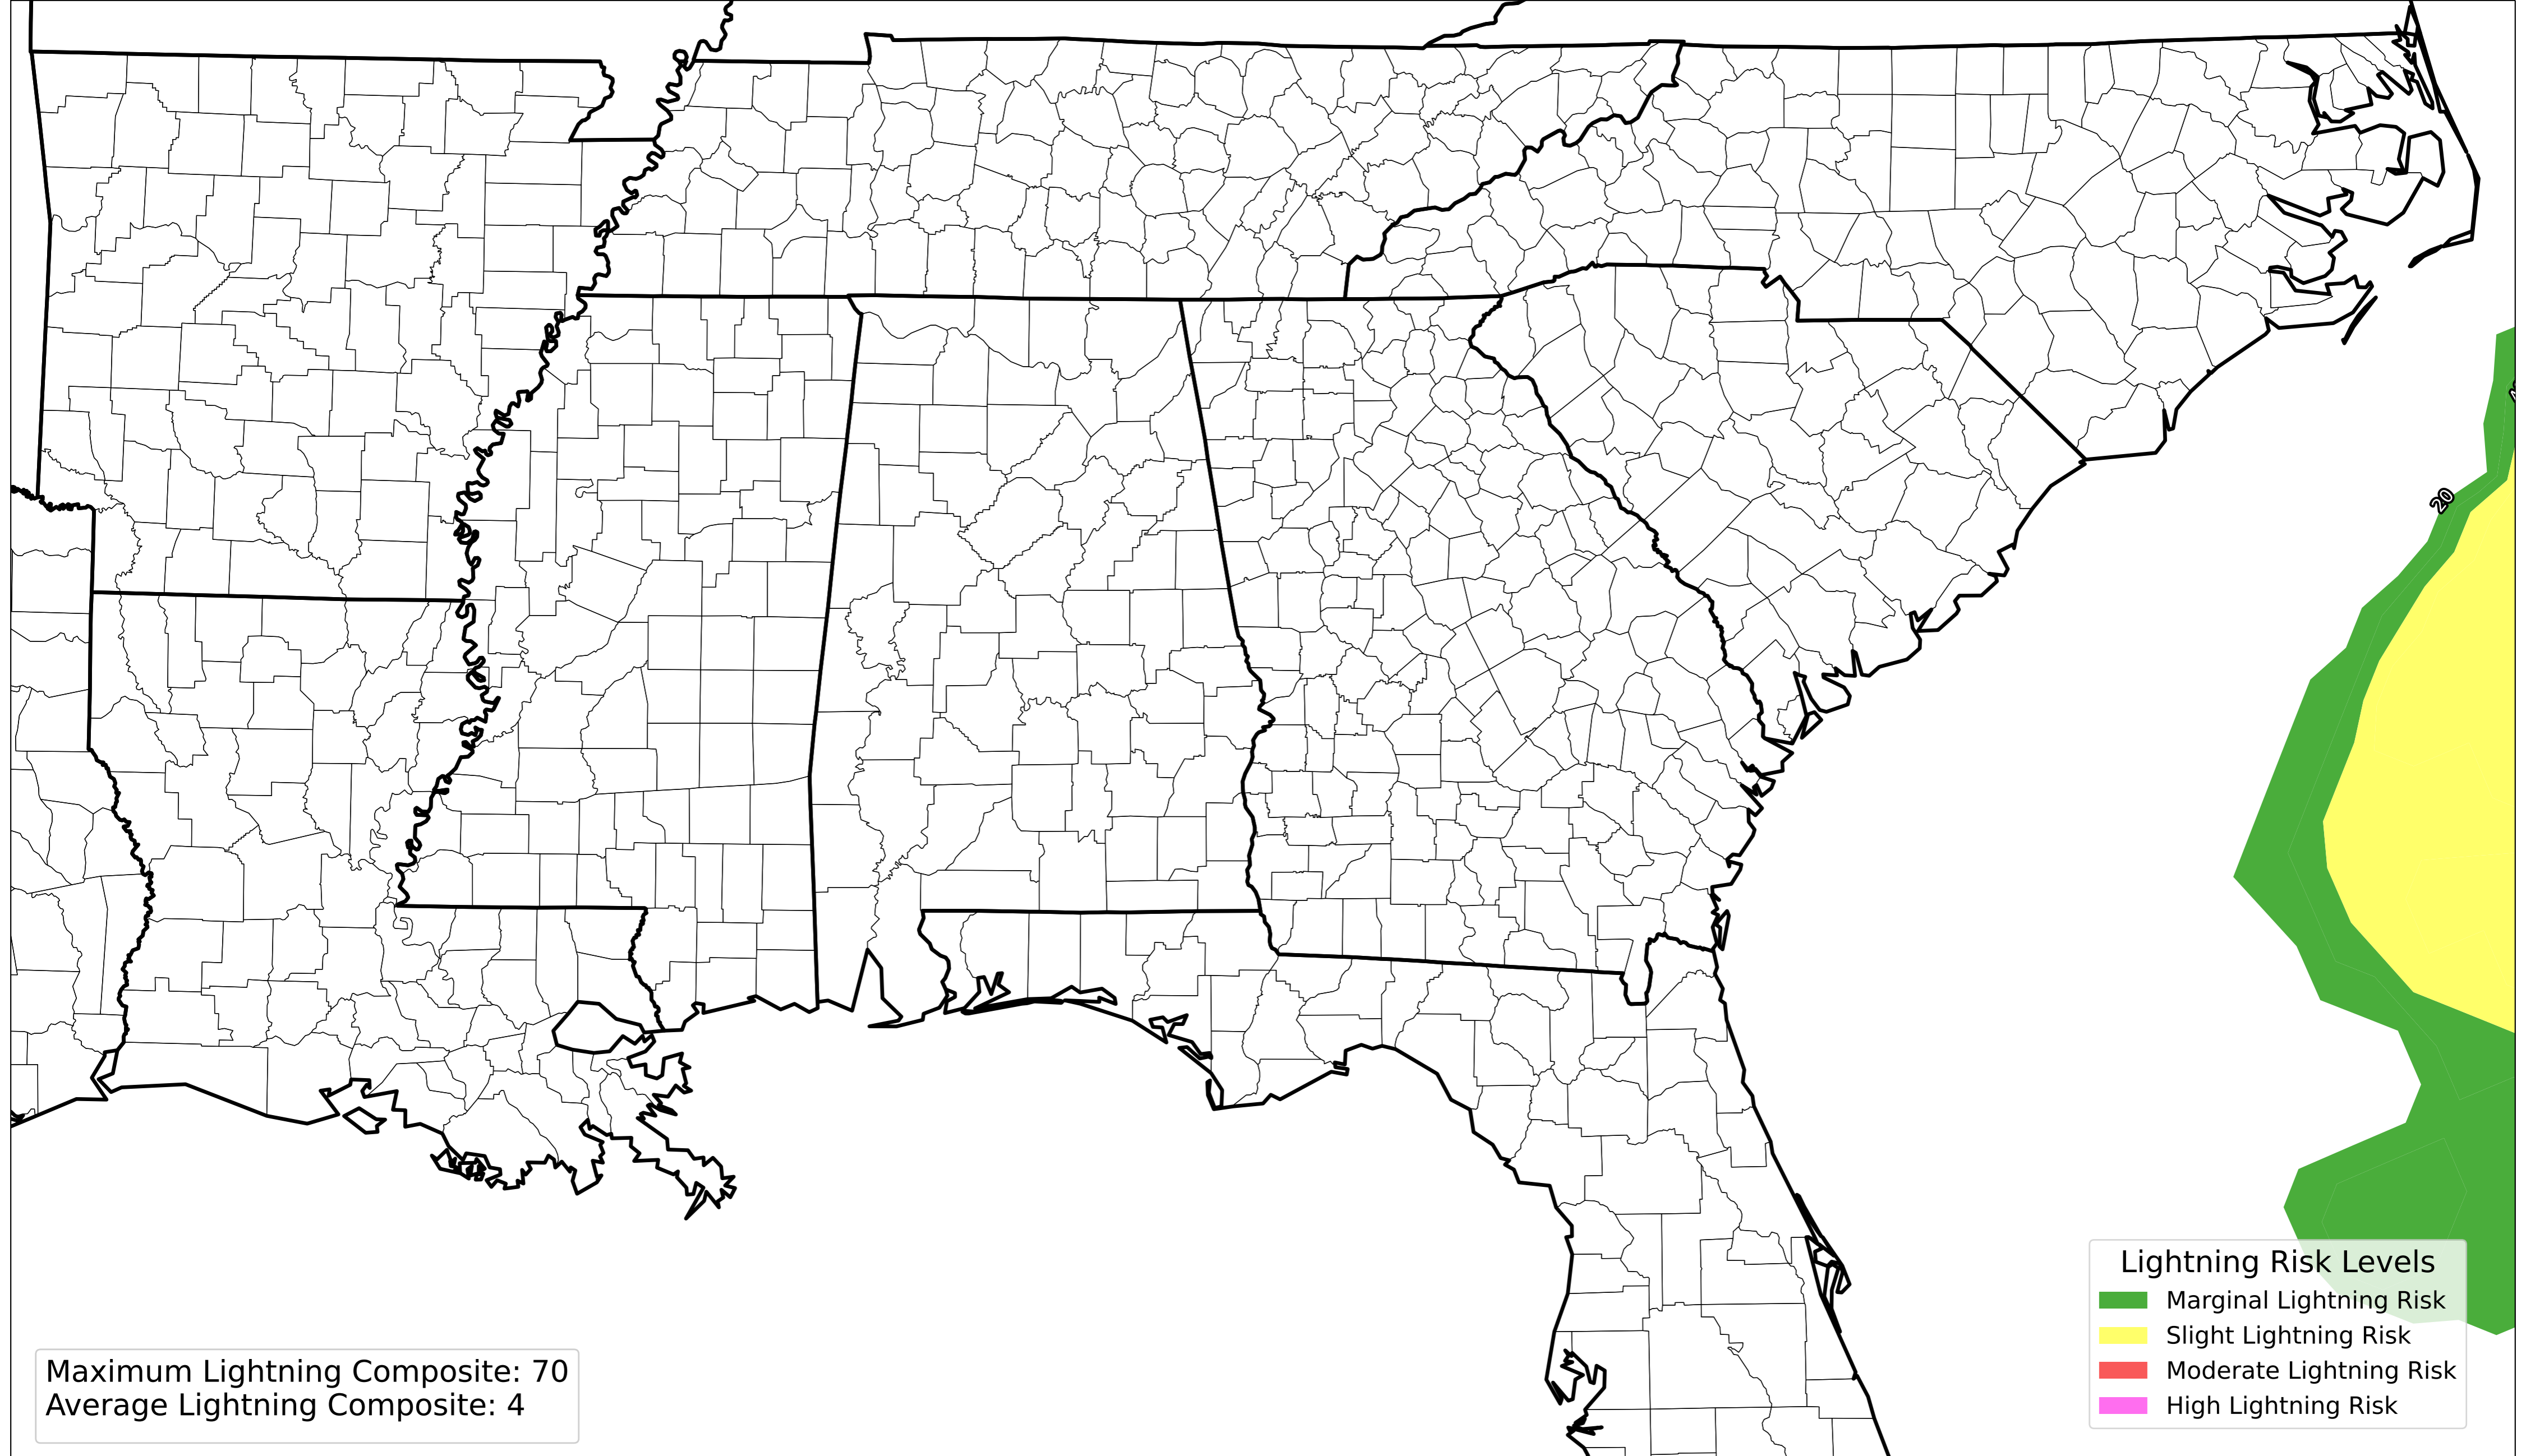 20
Lightning Risk Levels
Marginal Lightning Risk
Slight Lightning Risk
Moderate Lightning Risk
High Lightning Risk
Maximum Lightning Composite: 70
Average Lightning Composite: 4